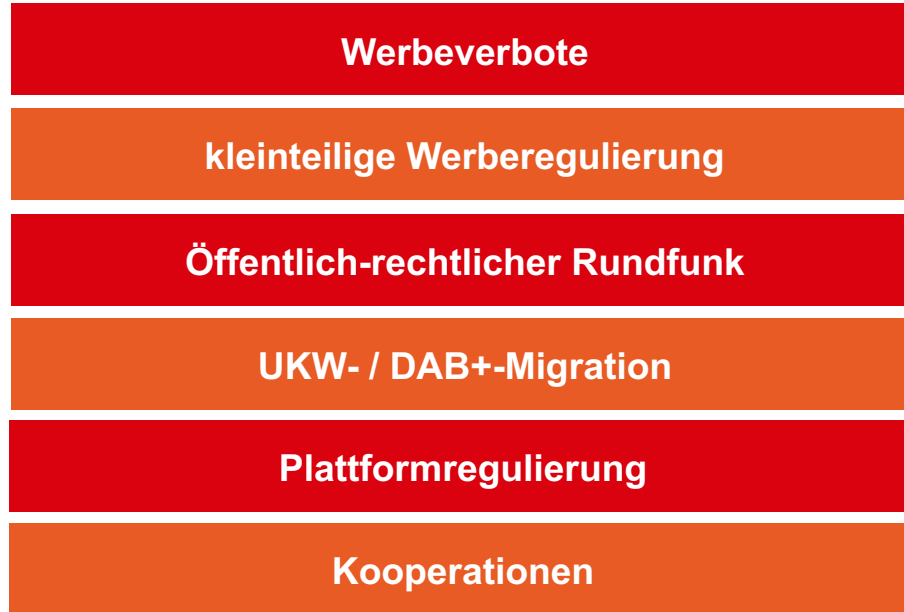 Werbeverbote
kleinteilige Werberegulierung
Öffentlich-rechtlicher Rundfunk
UKW- / DAB+-Migration
Plattformregulierung
Kooperationen